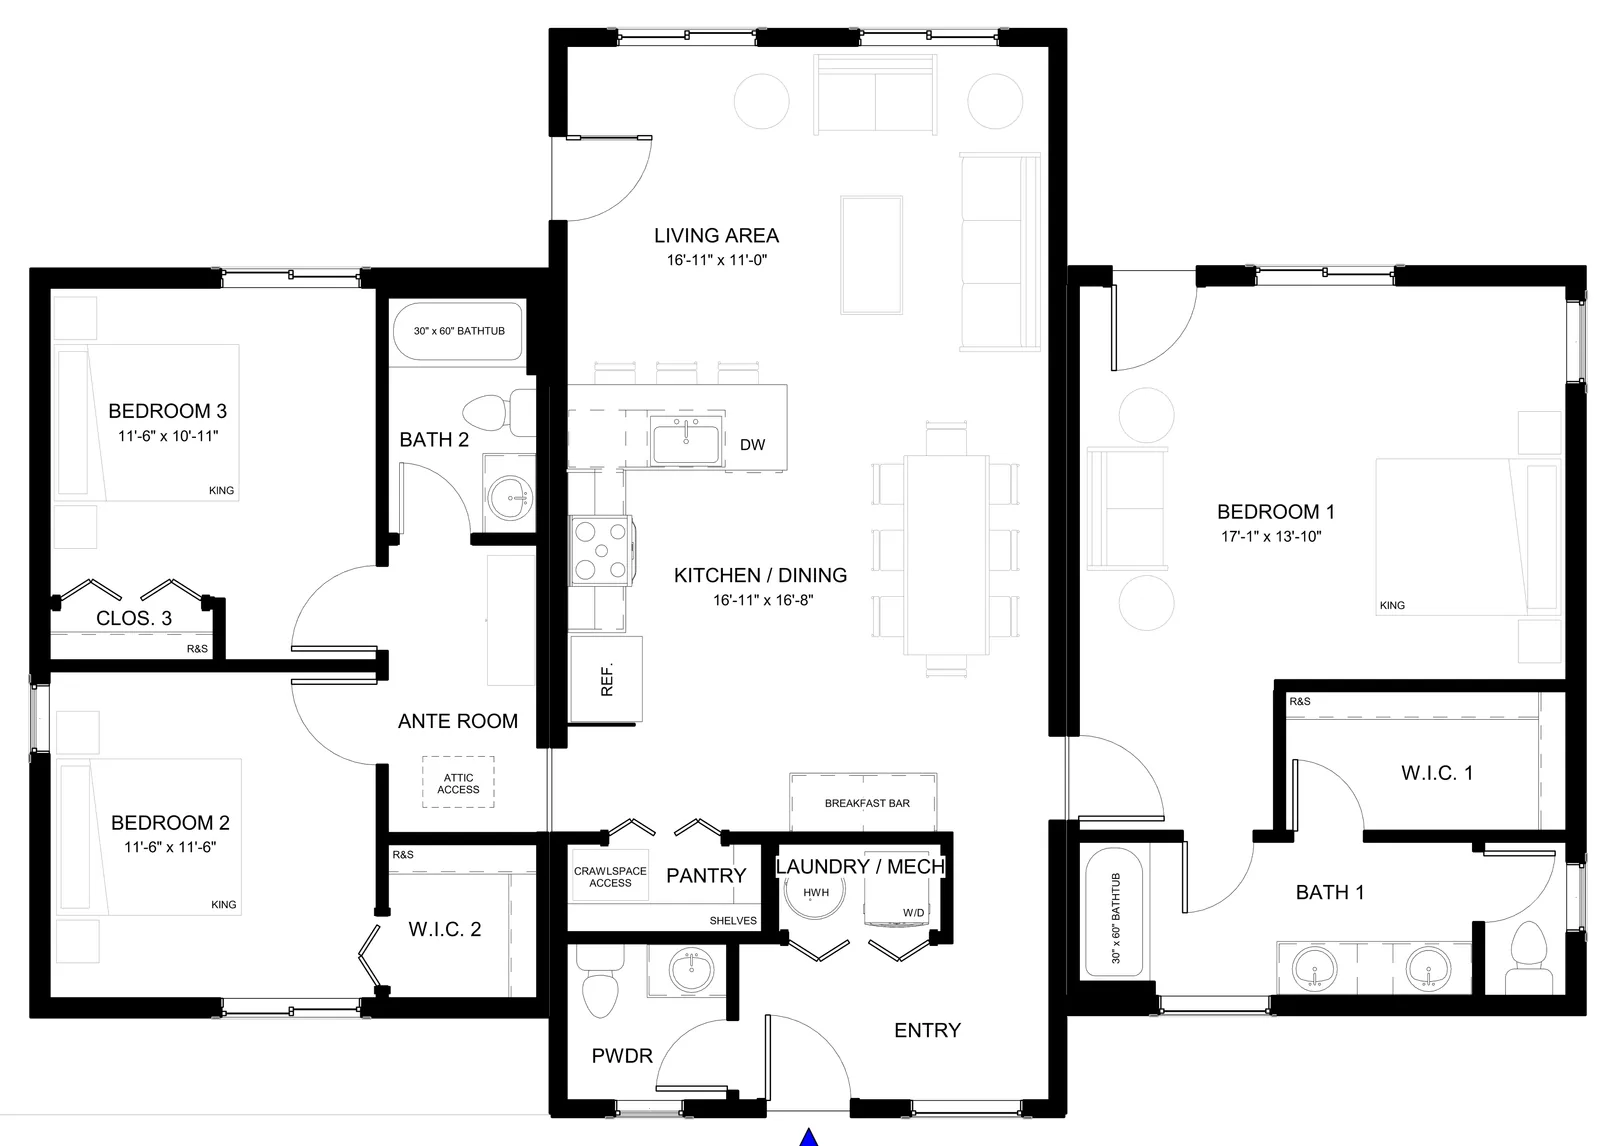 LIVING AREA
16'-11" x 11'-0"
30" x 60" BATHTUB
BEDROOM 3
11'-6" x 10'-11"
KING
BATH 2
DW
BEDROOM 1
17'-1" x 13'-10"
KING
KITCHEN / DINING
16'-11" x 16'-8"
CLOS. 3
R&S
REF.
ANTE ROOM
ATTIC
ACCESS
R&S
W.I.C. 1
BREAKFAST BAR
BEDROOM 2
11'-6" x 11'-6"
KING
R&S
W.I.C. 2
CRAWLSPACE
ACCESS
PANTRY
SHELVES
LAUNDRY / MECH
HWH
W/D
30" x 60" BATHTUB
BATH 1
PWDR
ENTRY